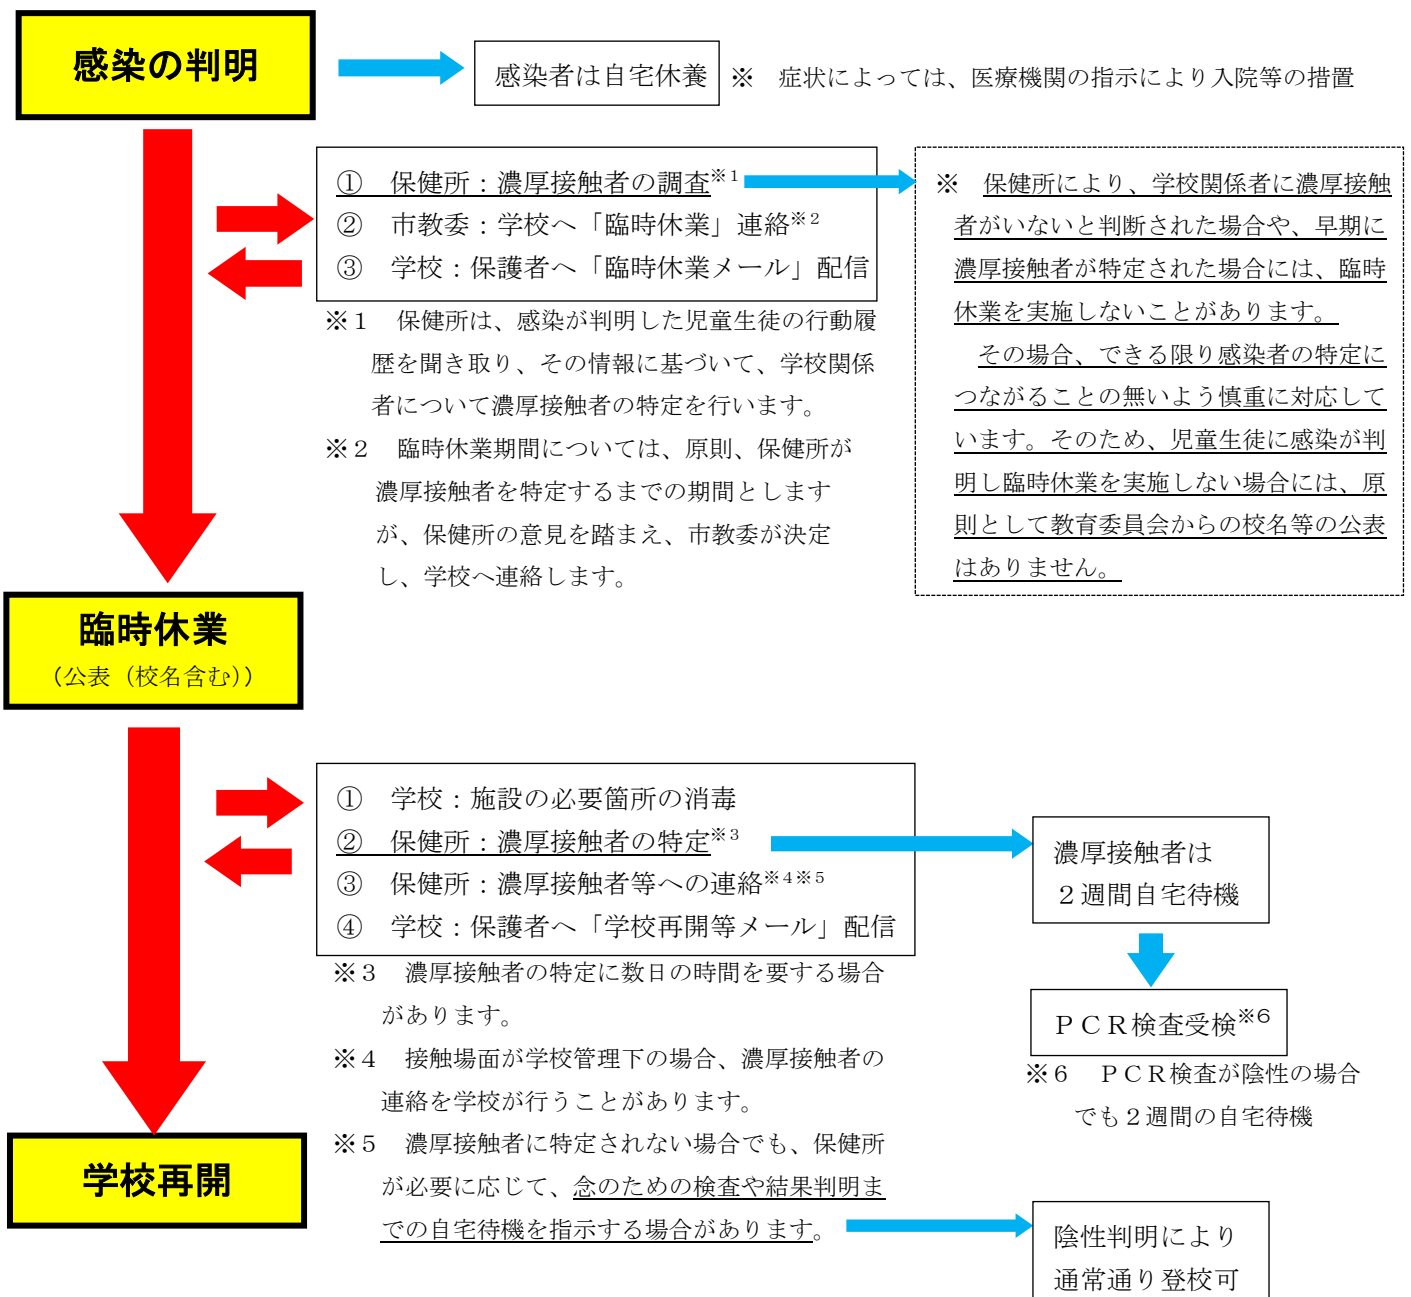 感染の判明
感染者は自宅休養
※　症状によっては、医療機関の指示により入院等の措置
①　保健所：濃厚接触者の調査※1
②　市教委：学校へ「臨時休業」連絡※2
③　学校：保護者へ「臨時休業メール」配信
※１　保健所は、感染が判明した児童生徒の行動履
歴を聞き取り、その情報に基づいて、学校関係
者について濃厚接触者の特定を行います。
※２　臨時休業期間については、原則、保健所が
濃厚接触者を特定するまでの期間とします
が、保健所の意見を踏まえ、市教委が決定
し、学校へ連絡します。
※　保健所により、学校関係者に濃厚接触
者がいないと判断された場合や、早期に
濃厚接触者が特定された場合には、臨時
休業を実施しないことがあります。
その場合、できる限り感染者の特定に
つながることの無いよう慎重に対応して
います。そのため、児童生徒に感染が判
明し臨時休業を実施しない場合には、原
則として教育委員会からの校名等の公表
はありません。
臨時休業
（公表（校名含む））
①　学校：施設の必要箇所の消毒
②　保健所：濃厚接触者の特定※3
③　保健所：濃厚接触者等への連絡※4※5
④　学校：保護者へ「学校再開等メール」配信
※３　濃厚接触者の特定に数日の時間を要する場合
があります。
※４　接触場面が学校管理下の場合、濃厚接触者の
連絡を学校が行うことがあります。
※５　濃厚接触者に特定されない場合でも、保健所
が必要に応じて、念のための検査や結果判明ま
での自宅待機を指示する場合があります。
濃厚接触者は
２週間自宅待機
ＰＣＲ検査受検※6
※６　ＰＣＲ検査が陰性の場合
でも２週間の自宅待機
学校再開
陰性判明により
通常通り登校可